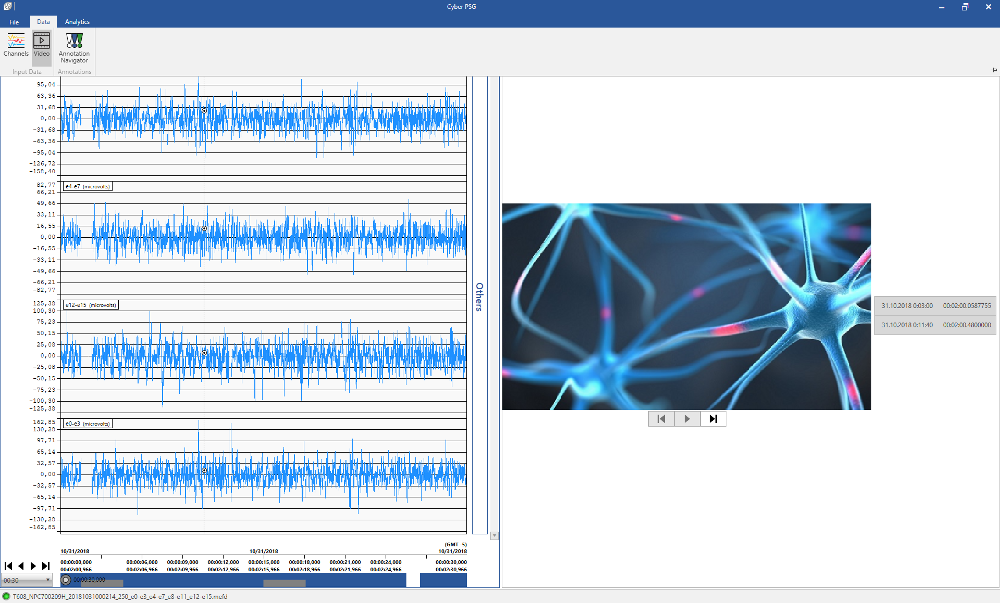 Cyber PSG
File Data Analytics
Channels Video Annotation Navigator
Input Data Annotations
95,04
63,36
31,68
0,00
-31,68
-63,36
-95,04
-126,72
-158,40
82,77
e4-e7 (microvolts)
66,21
49,66
33,11
16,55
0,00
-16,55
-33,11
-49,66
-66,21
-82,77
125,38
e12-e15 (microvolts)
100,30
75,23
50,15
25,08
0,00
-25,08
-50,15
-75,23
-100,30
-125,38
162,85
e0-e3 (microvolts)
130,28
97,71
65,14
32,57
0,00
-32,57
-65,14
-97,71
-130,28
-162,85
Others
31.10.2018 0:03:00 00:02:00.0587755
31.10.2018 0:11:40 00:02:00.4800000
(GMT -5)
10/31/2018 10/31/2018 10/31/2018
00:00:00,000 00:00:06,000 00:00:09,000 00:00:12,000 00:00:15,000 00:00:18,000 00:00:21,000 00:00:24,000 00:00:30,000
00:02:00,966 00:02:06,966 00:02:09,966 00:02:12,966 00:02:15,966 00:02:18,966 00:02:21,966 00:02:24,966 00:02:30,966
00:30 00:00:30,000
T608_NPC700209H_20181031000214_250_e0-e3_e4-e7_e8-e11_e12-e15.mefd